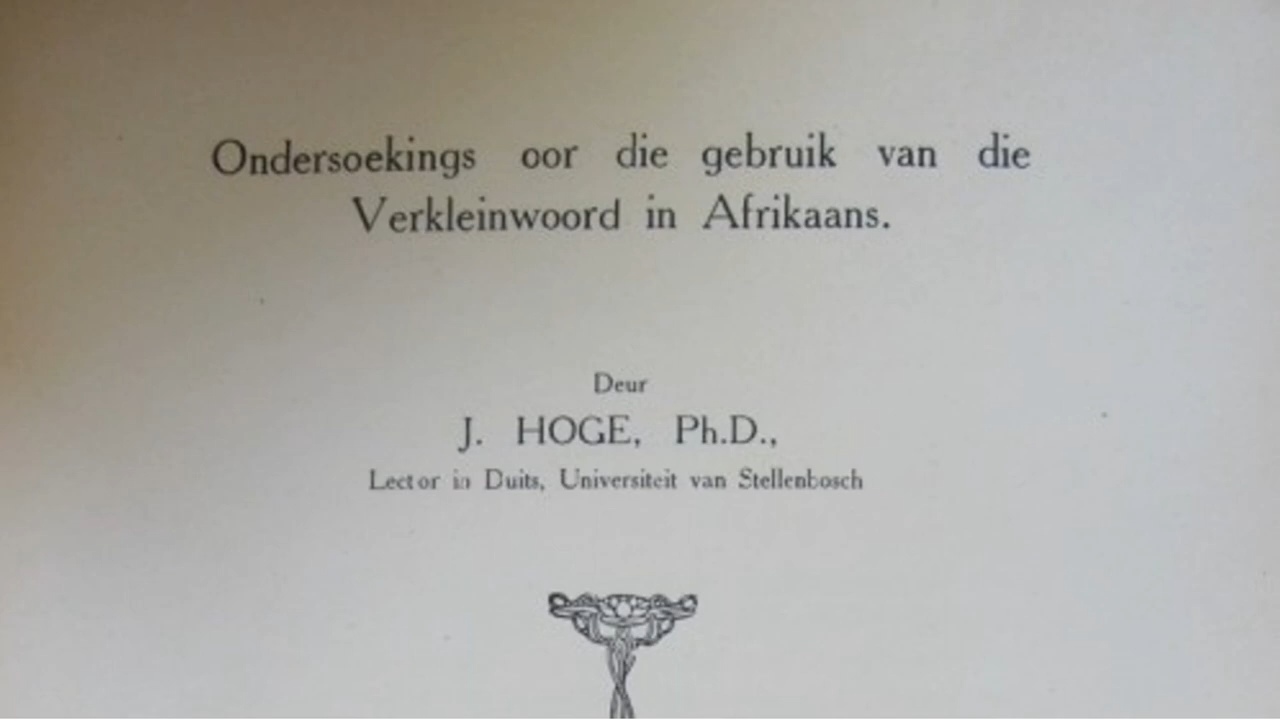 Ondersoekings oor die gebruik van die
Verkleinwoord in Afrikaans.
Deur
J. HOGE, Ph.D.,
Lector in Duits, Universiteit van Stellenbosch